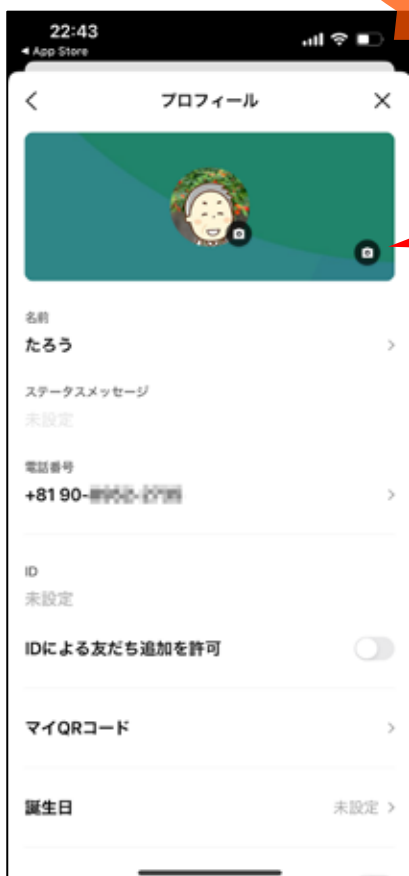 22:43
◀ App Store
プロフィール
名前
たろう
ステータスメッセージ
未設定
電話番号
+81 90-
ID
未設定
IDによる友だち追加を許可
マイQRコード
誕生日
未設定